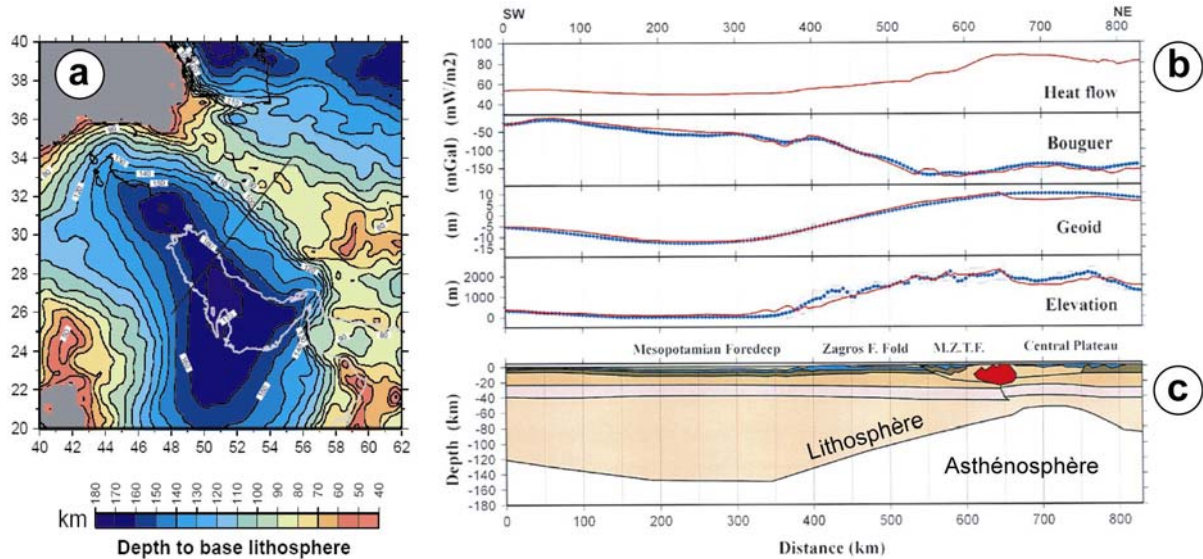 a
40
38
36
34
32
30
28
26
24
22
20
40 42 44 46 48 50 52 54 56 58 60 62
km
180 170 160 150 140 130 120 110 100 90 80 70 60 50 40
Depth to base lithosphere
SW NE
0 100 200 300 400 500 600 700 800
b
(mW/m2)
100
80
60
40
Heat flow
(mGal)
-50
-100
-150
Bouguer
(m)
10
5
0
-5
-10
-15
Geoid
(m)
2000
1000
0
Elevation
Mesopotamian Foredeep Zagros F. Fold M.Z.T.F. Central Plateau
c
Depth (km)
0
-20
-40
-60
-80
-100
-120
-140
-160
-180
Lithosphère
Asthénosphère
0 100 200 300 400 500 600 700 800
Distance (km)